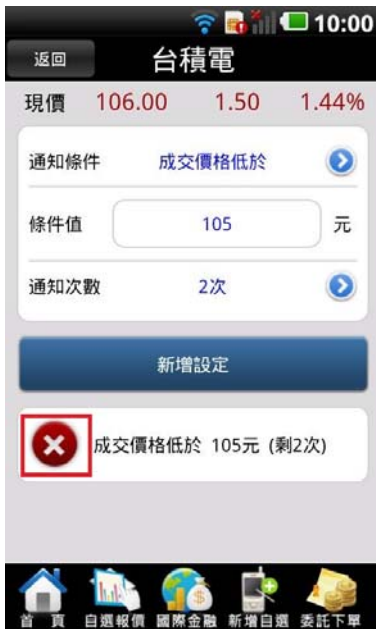 10:00
返回 台積電
現價 106.00 1.50 1.44%
通知條件 成交價格低於
條件值 105 元
通知次數 2次
新增設定
成交價格低於 105元 (剩2次)
首頁 自選報價 國際金融 新增自選 委託下單